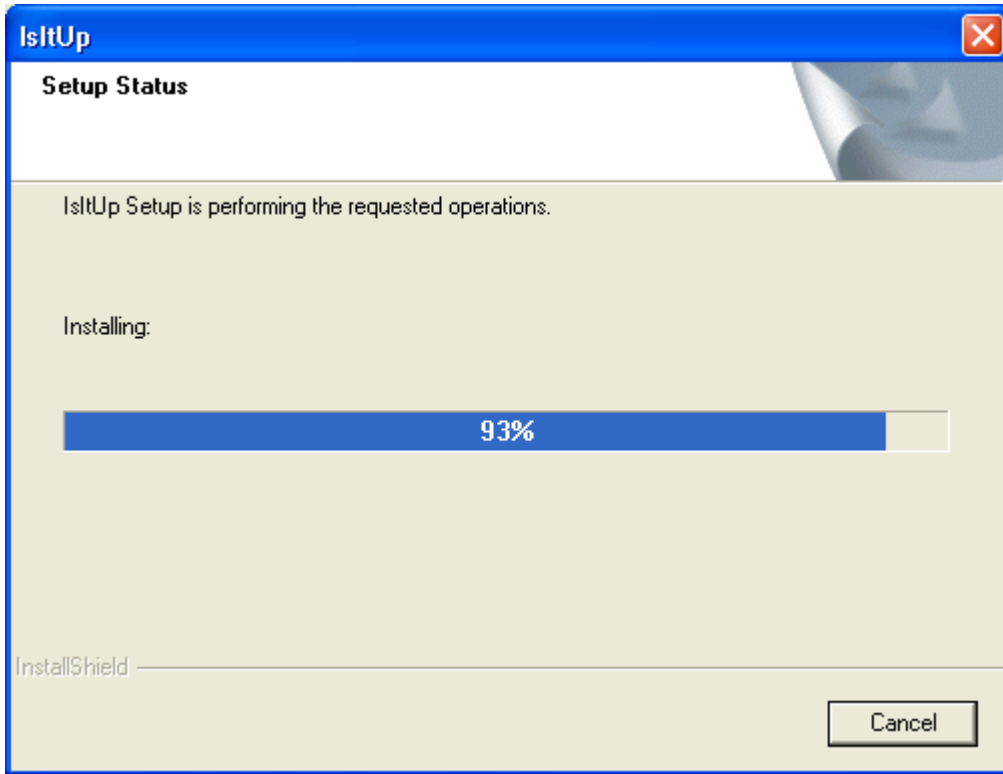 IsItUp
Setup Status
IsItUp Setup is performing the requested operations.
Installing:
93%
InstallShield
Cancel